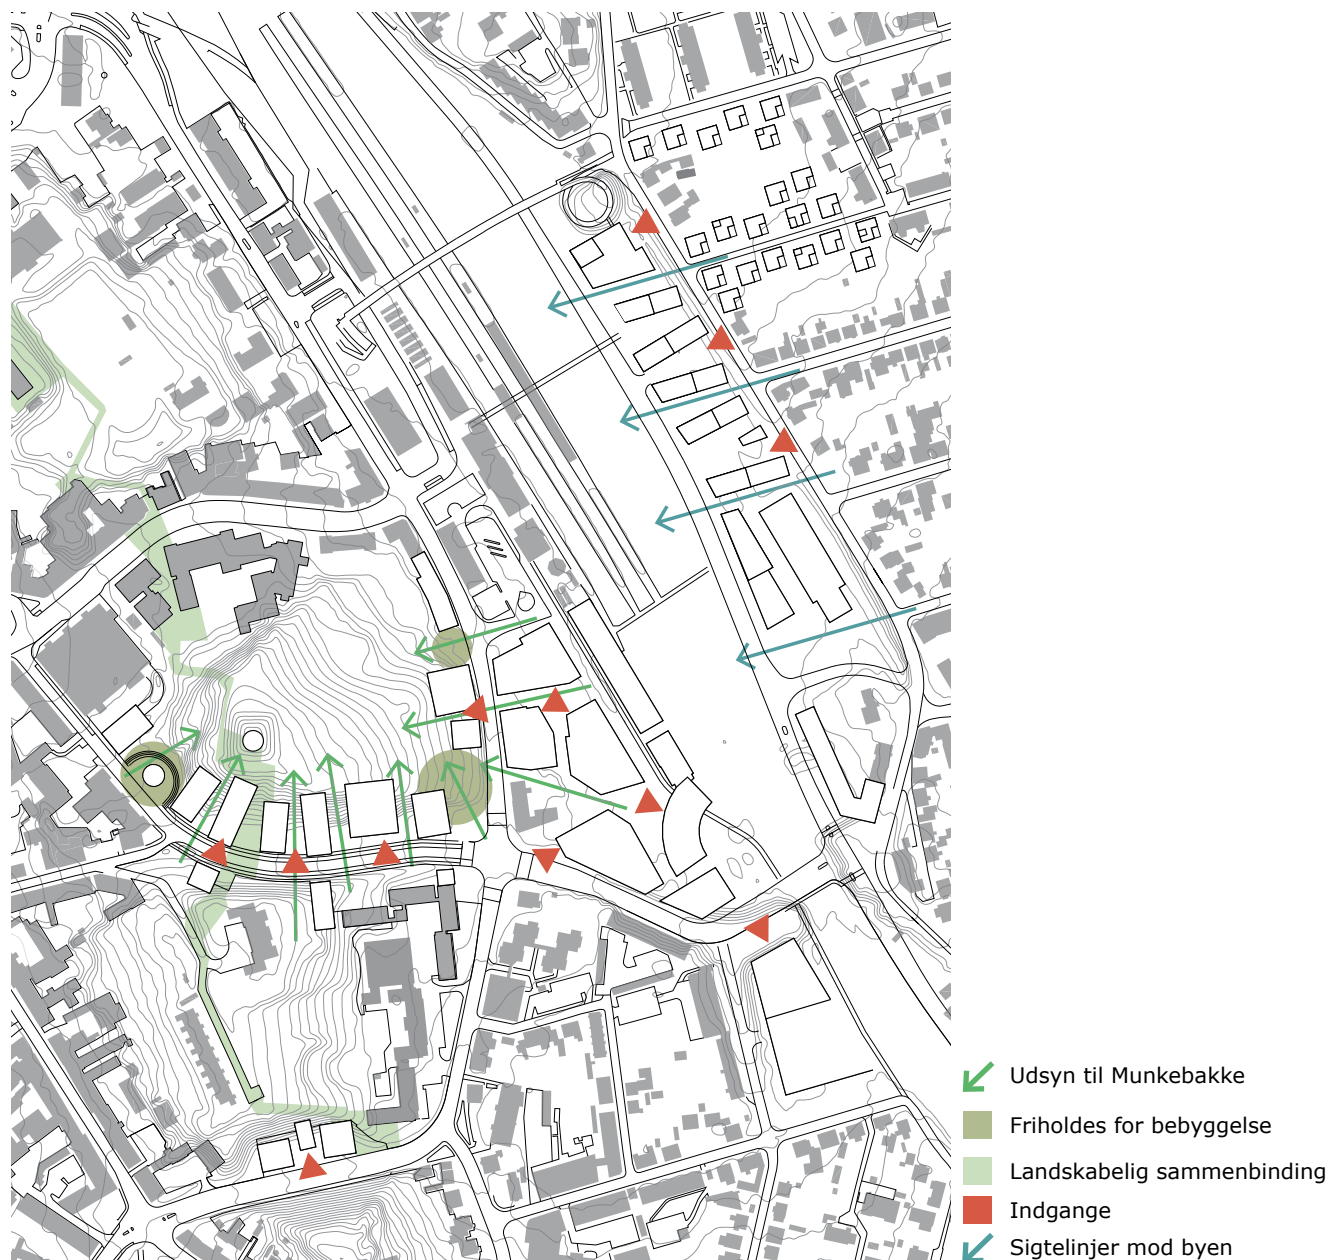 Udsyn til Munkebakke
Friholdes for bebyggelse
Landskabelig sammenbinding
Indgange
Sigtelinjer mod byen